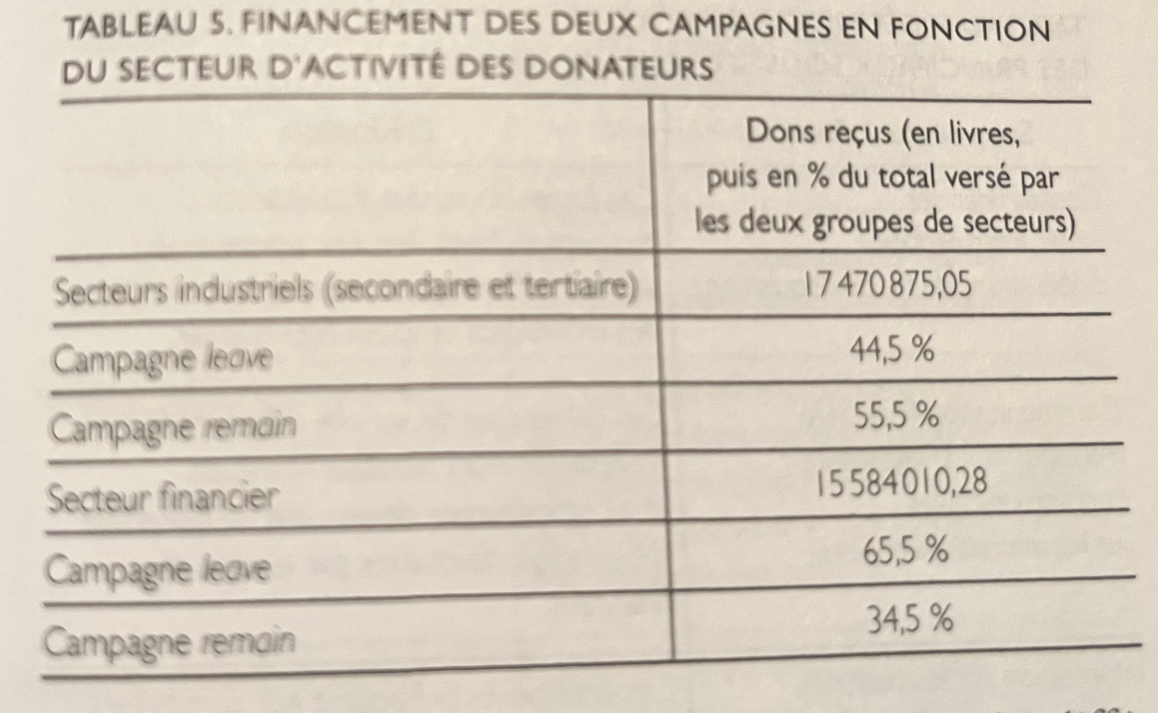 TABLEAU 5. FINANCEMENT DES DEUX CAMPAGNES EN FONCTION
DU SECTEUR D'ACTIVITÉ DES DONATEURS
Dons reçus (en livres,
puis en % du total versé par
les deux groupes de secteurs)
Secteurs industriels (secondaire et tertiaire) 17 470 875,05
Campagne leave 44,5 %
Campagne remain 55,5 %
Secteur financier 15 584 010,28
Campagne leave 65,5 %
Campagne remain 34,5 %